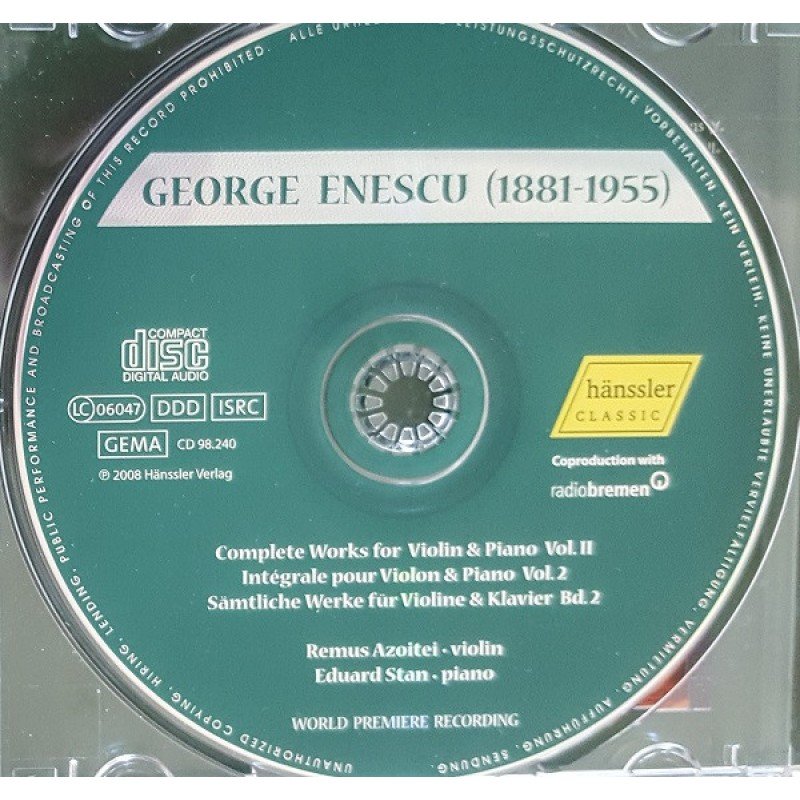 GEORGE ENESCU (1881-1955)
COMPACT
disc
DIGITAL AUDIO
LC 06047 DDD ISRC
GEMA CD 98.240
℗ 2008 Hänssler Verlag
hänssler
CLASSIC
Coproduction with
radiobremen
Complete Works for Violin & Piano Vol. II
Intégrale pour Violon & Piano Vol. 2
Sämtliche Werke für Violine & Klavier Bd. 2
Remus Azoitei · violin
Eduard Stan · piano
WORLD PREMIERE RECORDING
UNAUTHORIZED COPYING, HIRING, LENDING, PUBLIC PERFORMANCE AND BROADCASTING OF THIS RECORD PROHIBITED.
ALLE LEISTUNGSSCHUTZRECHTE VORBEHALTEN. KEIN VERLEIH, KEINE UNERLAUBTE VERVIELFÄLTIGUNG, VERMIETUNG, AUFFÜHRUNG, SENDUNG.